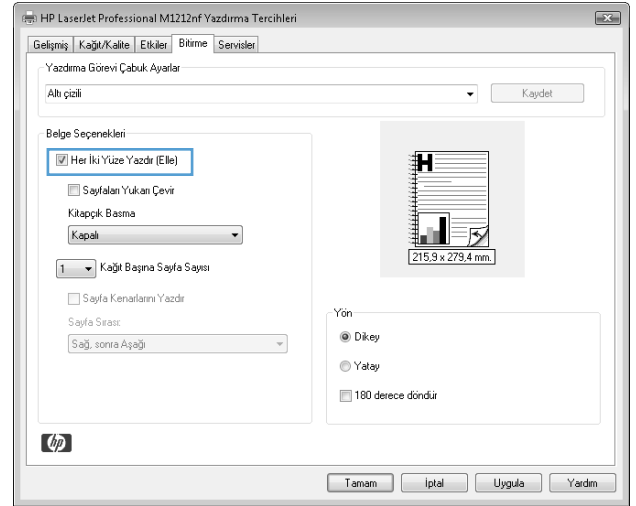 HP LaserJet Professional M1212nf Yazdırma Tercihleri
Gelişmiş Kağıt/Kalite Etkiler Bitirme Servisler
Yazdırma Görevi Çabuk Ayarlar
Altı çizili
Kaydet
Belge Seçenekleri
Her İki Yüze Yazdır (Elle)
Sayfaları Yukarı Çevir
Kitapçık Basma
Kapalı
1 Kağıt Başına Sayfa Sayısı
Sayfa Kenarlarını Yazdır
Sayfa Sırası:
Sağ, sonra Aşağı
H
215,9 x 279,4 mm.
Yön
Dikey
Yatay
180 derece döndür
hp
Tamam İptal Uygula Yardım